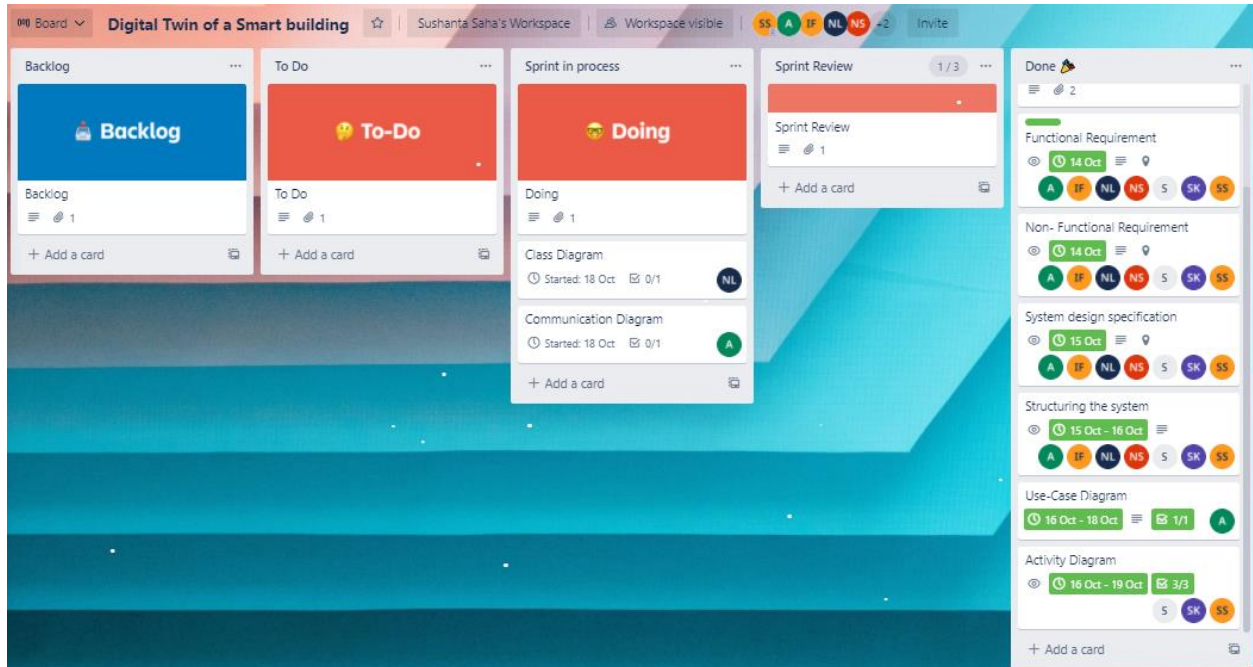 Board
Digital Twin of a Smart building
Sushanta Saha's Workspace
Workspace visible
SS A IF NL NS +2
Invite
Backlog
Backlog
Backlog
1
+ Add a card
To Do
To-Do
To Do
1
+ Add a card
Sprint in process
Doing
Doing
1
Class Diagram
Started: 18 Oct 0/1
NL
Communication Diagram
Started: 18 Oct 0/1
A
+ Add a card
Sprint Review 1 / 3
Sprint Review
1
+ Add a card
Done
2
Functional Requirement
14 Oct
A IF NL NS S SK SS
Non- Functional Requirement
14 Oct
A IF NL NS S SK SS
System design specification
15 Oct
A IF NL NS S SK SS
Structuring the system
15 Oct - 16 Oct
A IF NL NS S SK SS
Use-Case Diagram
16 Oct - 18 Oct 1/1 A
Activity Diagram
16 Oct - 19 Oct 3/3
S SK SS
+ Add a card